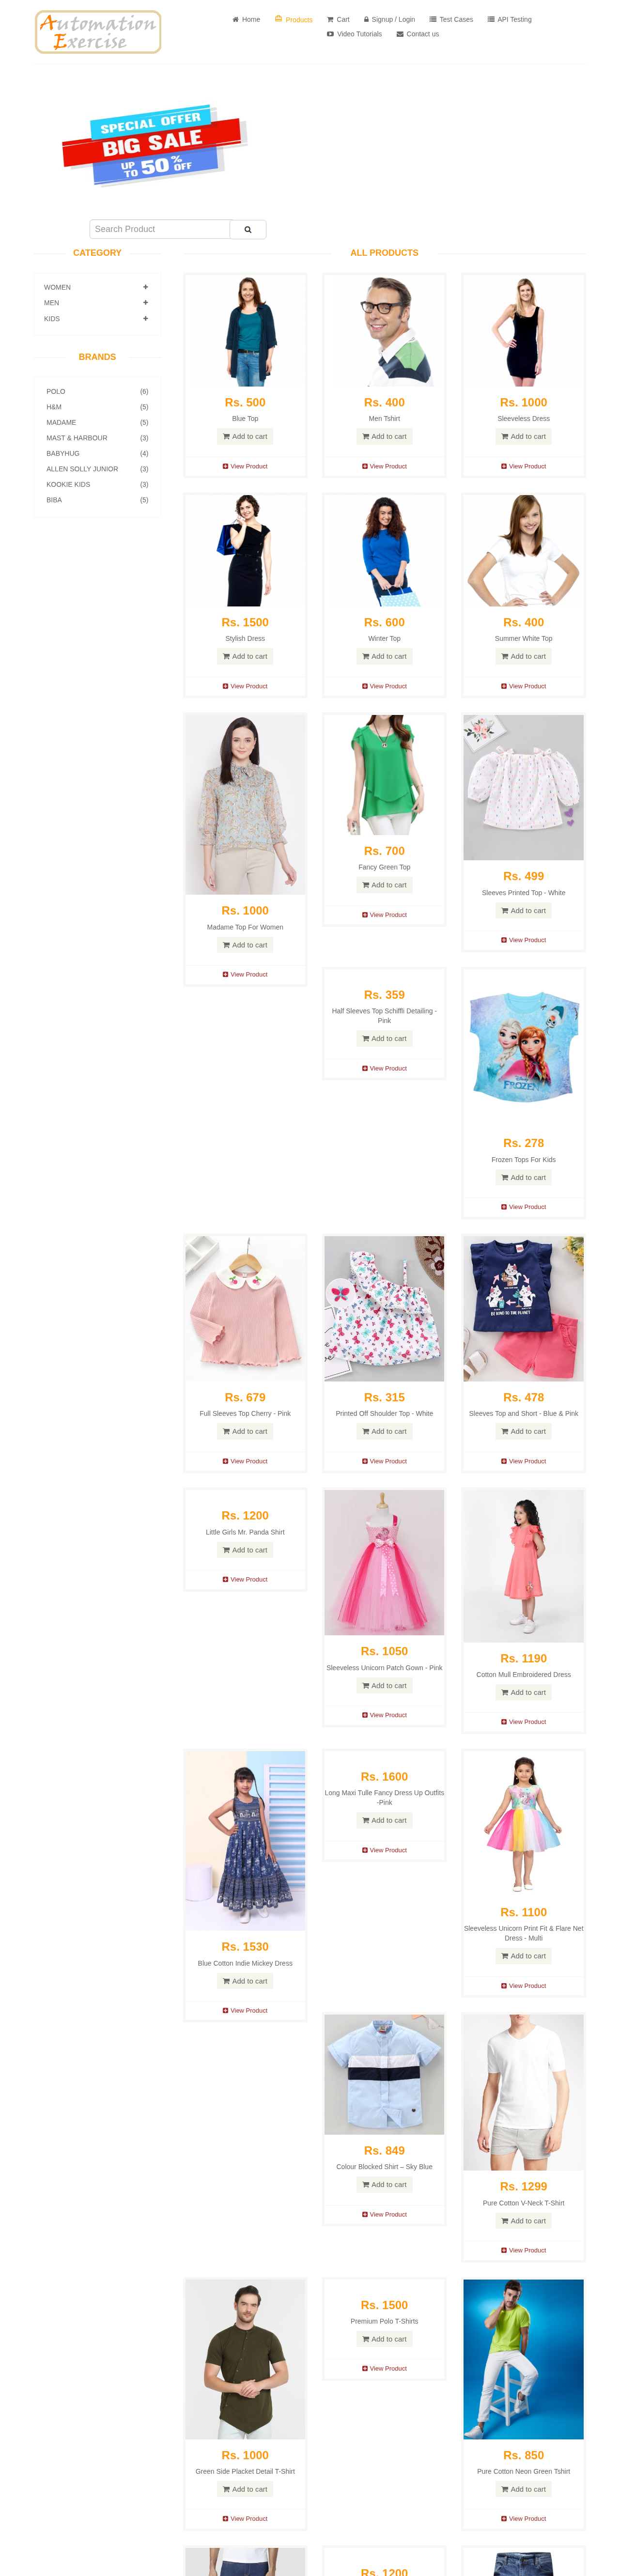 Automation
Exercise
Home
Products
Cart
Signup / Login
Test Cases
API Testing
Video Tutorials
Contact us
SPECIAL OFFER
BIG SALE
UP TO 50% OFF
Search Product
CATEGORY
WOMEN
MEN
KIDS
BRANDS
POLO (6)
H&M (5)
MADAME (5)
MAST & HARBOUR (3)
BABYHUG (4)
ALLEN SOLLY JUNIOR (3)
KOOKIE KIDS (3)
BIBA (5)
ALL PRODUCTS
Rs. 500
Blue Top
Add to cart
View Product
Rs. 400
Men Tshirt
Add to cart
View Product
Rs. 1000
Sleeveless Dress
Add to cart
View Product
Rs. 1500
Stylish Dress
Add to cart
View Product
Rs. 600
Winter Top
Add to cart
View Product
Rs. 400
Summer White Top
Add to cart
View Product
Rs. 1000
Madame Top For Women
Add to cart
View Product
Rs. 700
Fancy Green Top
Add to cart
View Product
Rs. 499
Sleeves Printed Top - White
Add to cart
View Product
Rs. 359
Half Sleeves Top Schiffli Detailing -
Pink
Add to cart
View Product
FROZEN
Rs. 278
Frozen Tops For Kids
Add to cart
View Product
Rs. 679
Full Sleeves Top Cherry - Pink
Add to cart
View Product
Rs. 315
Printed Off Shoulder Top - White
Add to cart
View Product
BE KIND TO THE PLANET
Rs. 478
Sleeves Top and Short - Blue & Pink
Add to cart
View Product
Rs. 1200
Little Girls Mr. Panda Shirt
Add to cart
View Product
Rs. 1050
Sleeveless Unicorn Patch Gown - Pink
Add to cart
View Product
Rs. 1190
Cotton Mull Embroidered Dress
Add to cart
View Product
Rs. 1530
Blue Cotton Indie Mickey Dress
Add to cart
View Product
Rs. 1600
Long Maxi Tulle Fancy Dress Up Outfits
-Pink
Add to cart
View Product
Rs. 1100
Sleeveless Unicorn Print Fit & Flare Net
Dress - Multi
Add to cart
View Product
Rs. 849
Colour Blocked Shirt – Sky Blue
Add to cart
View Product
Rs. 1299
Pure Cotton V-Neck T-Shirt
Add to cart
View Product
Rs. 1000
Green Side Placket Detail T-Shirt
Add to cart
View Product
Rs. 1500
Premium Polo T-Shirts
Add to cart
View Product
Rs. 850
Pure Cotton Neon Green Tshirt
Add to cart
View Product
Rs. 1200